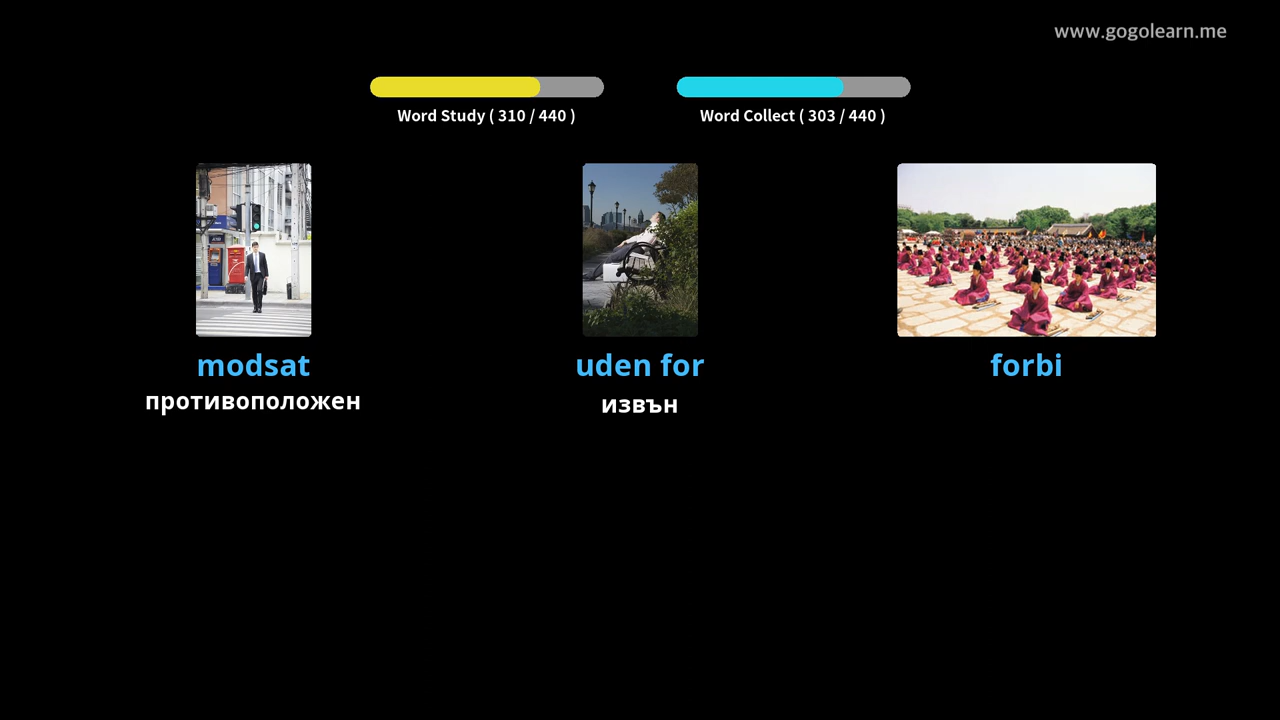 www.gogolearn.me
Word Study ( 310 / 440 )
Word Collect ( 303 / 440 )
modsat
uden for
forbi
противоположен
извън